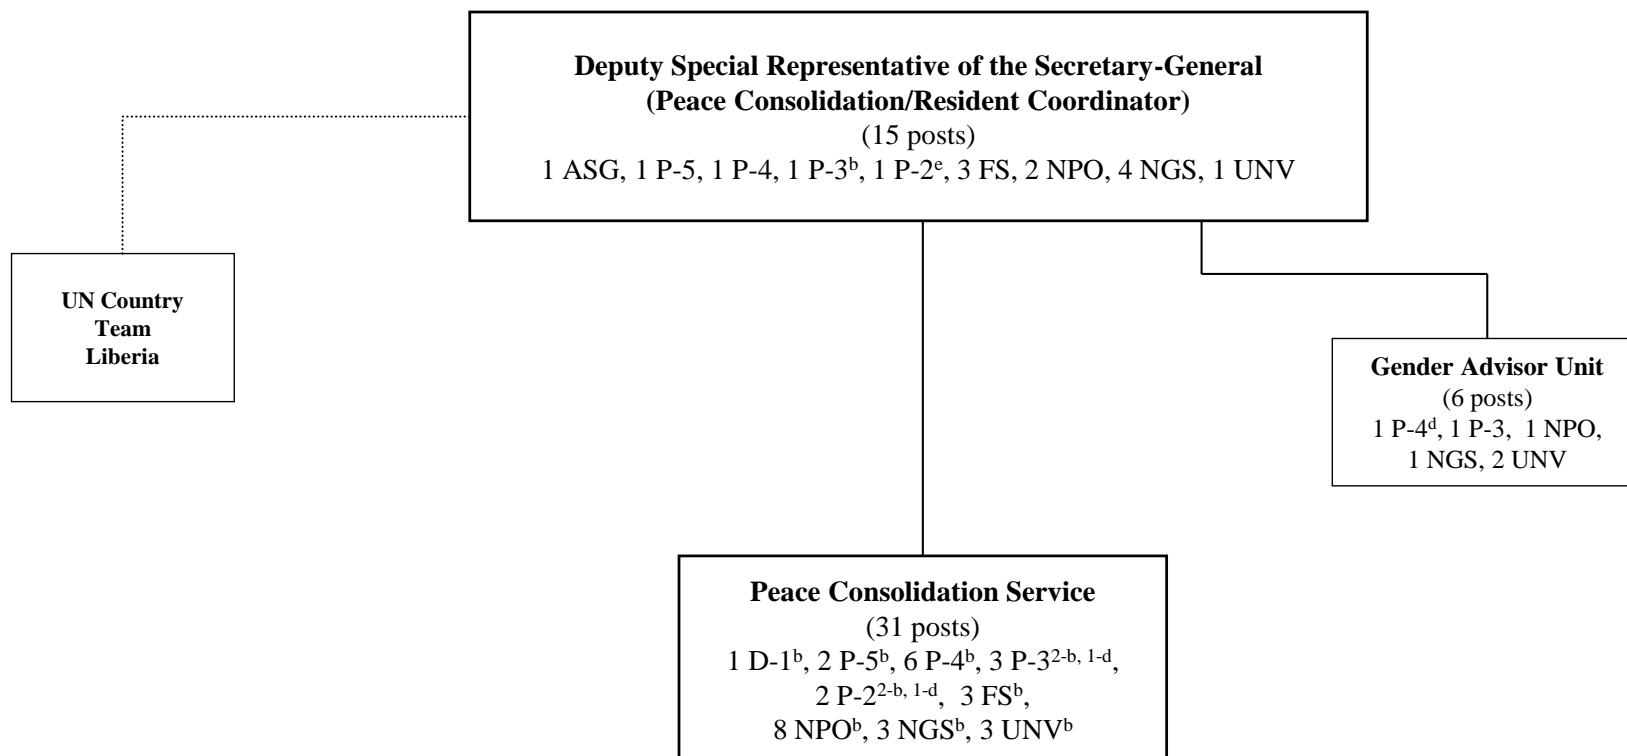 Deputy Special Representative of the Secretary-General
(Peace Consolidation/Resident Coordinator)
(15 posts)
1 ASG, 1 P-5, 1 P-4, 1 P-3ᵇ, 1 P-2ᵉ, 3 FS, 2 NPO, 4 NGS, 1 UNV
UN Country
Team
Liberia
Gender Advisor Unit
(6 posts)
1 P-4ᵈ, 1 P-3, 1 NPO,
1 NGS, 2 UNV
Peace Consolidation Service
(31 posts)
1 D-1ᵇ, 2 P-5ᵇ, 6 P-4ᵇ, 3 P-3²⁻ᵇ, ¹⁻ᵈ,
2 P-2²⁻ᵇ, ¹⁻ᵈ, 3 FSᵇ,
8 NPOᵇ, 3 NGSᵇ, 3 UNVᵇ